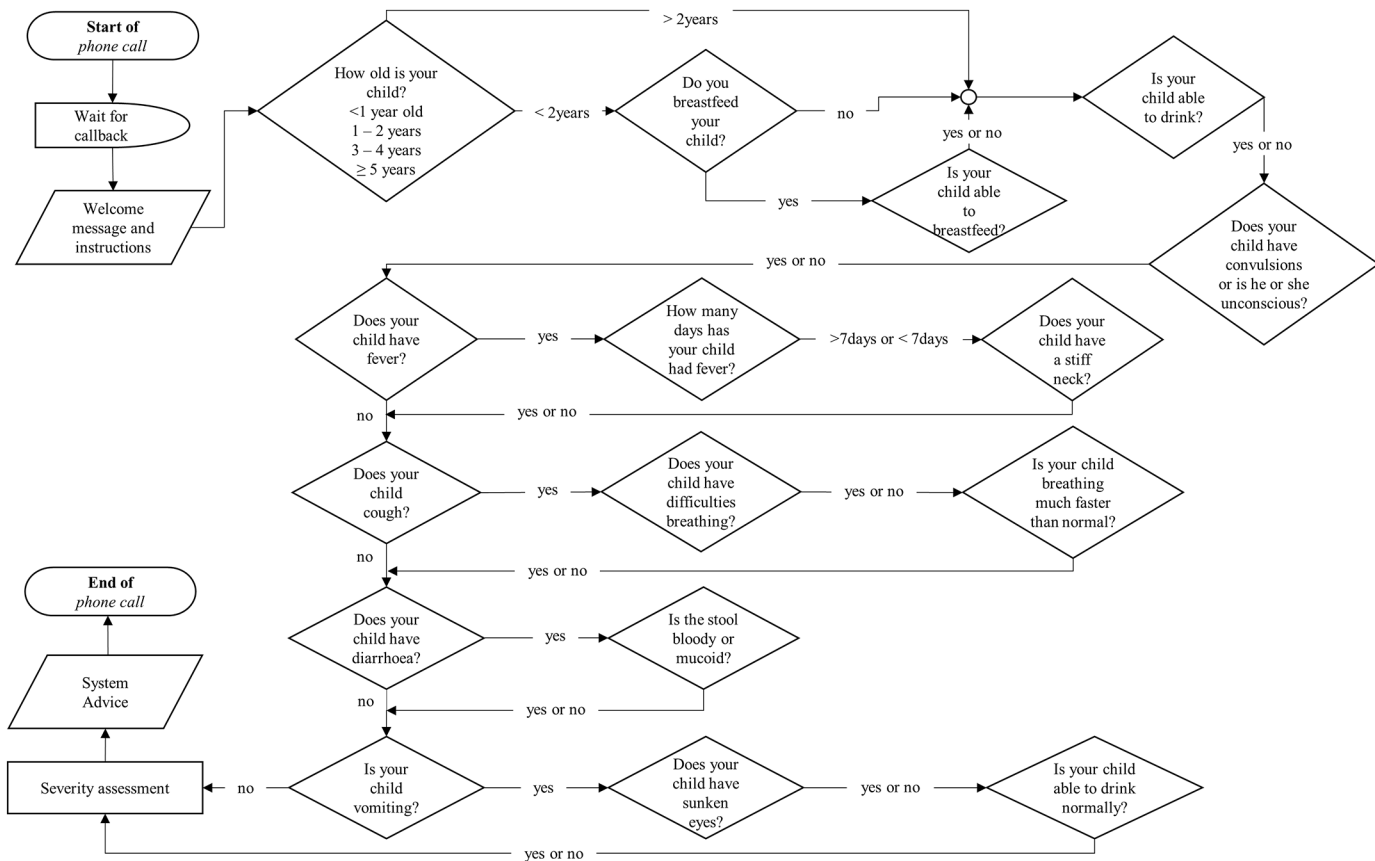 Start of
phone call
Wait for
callback
Welcome
message and
instructions
How old is your
child?
<1 year old
1 – 2 years
3 – 4 years
≥ 5 years
> 2years
< 2years
Do you
breastfeed
your
child?
no
yes
Is your
child able
to
breastfeed?
yes or no
Is your
child able
to drink?
yes or no
Does your
child have
convulsions
or is he or she
unconscious?
yes or no
Does your
child have
fever?
yes
How many
days has
your child
had fever?
>7days or < 7days
Does your
child have
a stiff
neck?
no
yes or no
Does your
child
cough?
yes
Does your
child have
difficulties
breathing?
yes or no
Is your child
breathing
much faster
than normal?
no
yes or no
Does your
child have
diarrhoea?
yes
Is the stool
bloody or
mucoid?
no
yes or no
Is your
child
vomiting?
yes
Does your
child have
sunken
eyes?
yes or no
Is your child
able to drink
normally?
no
yes or no
Severity assessment
System
Advice
End of
phone call